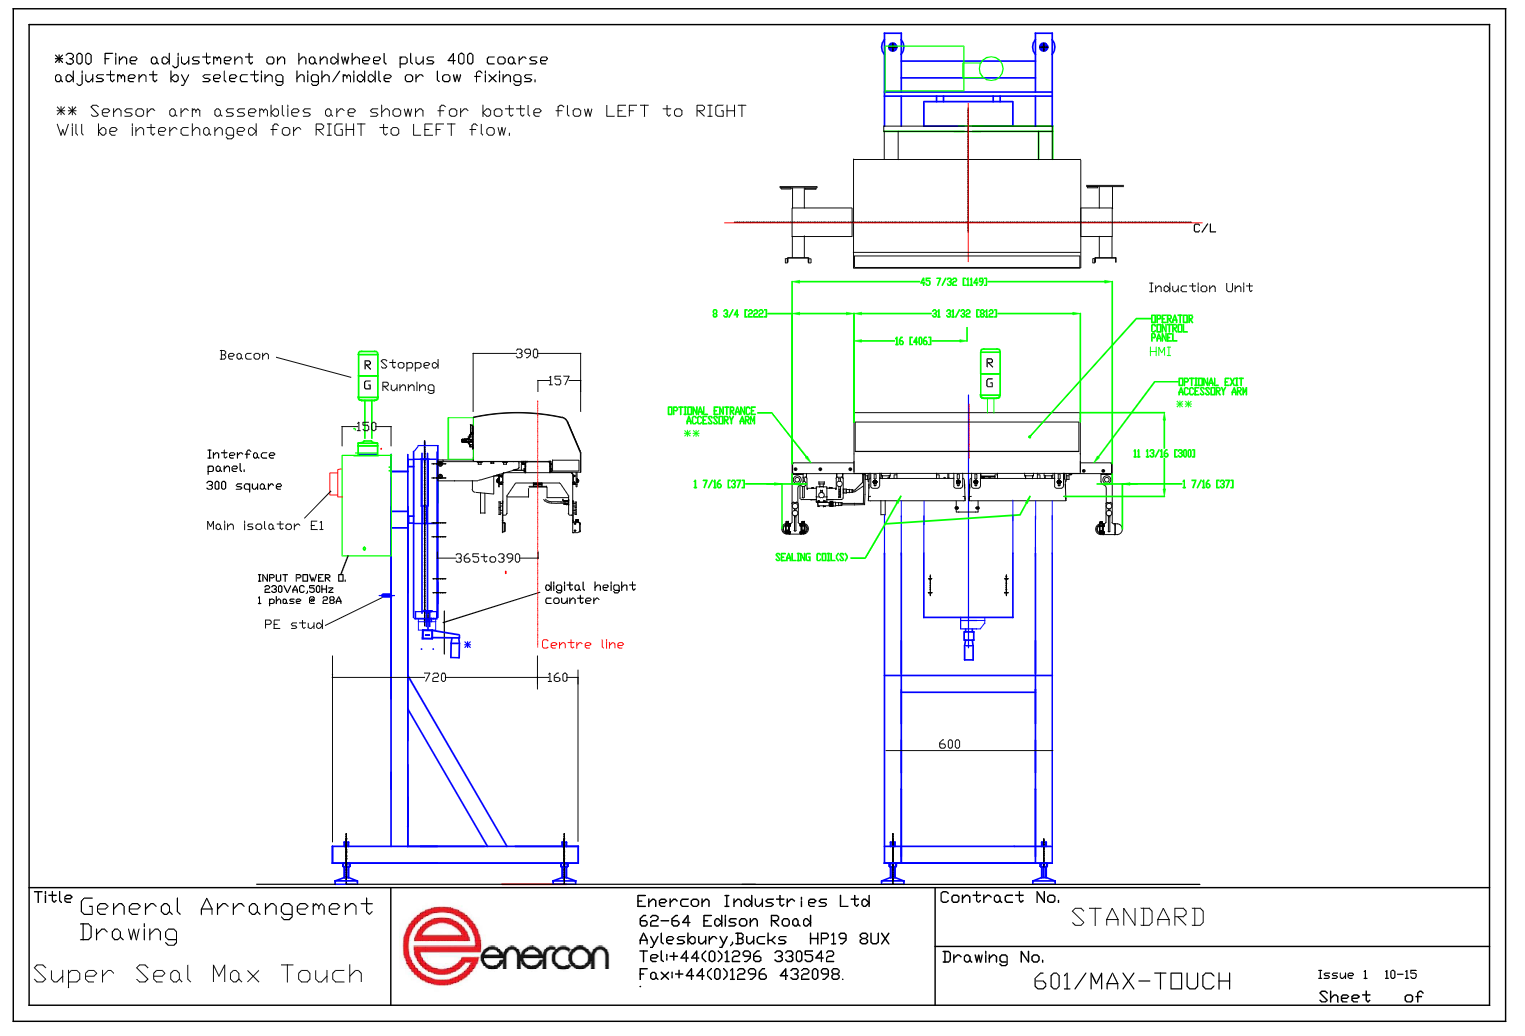 *300 Fine adjustment on handwheel plus 400 coarse
adjustment by selecting high/middle or low fixings.
** Sensor arm assemblies are shown for bottle flow LEFT to RIGHT
Will be interchanged for RIGHT to LEFT flow.
C/L
45 7/32 [1149]
Induction Unit
8 3/4 [222]
31 31/32 [812]
OPERATOR
CONTROL
PANEL
HMI
16 [406]
Beacon
R
Stopped
G
Running
390
157
R
G
OPTIONAL EXIT
ACCESSORY ARM
**
OPTIONAL ENTRANCE
ACCESSORY ARM
**
150
Interface
panel.
300 square
11 13/16 [300]
1 7/16 [37]
1 7/16 [37]
Main isolator E1
365to390
SEALING COIL(S)
INPUT POWER
230VAC,50Hz
1 phase @ 28A
digital height
counter
PE stud
*
Centre line
720
160
600
Title
General Arrangement
Drawing
Super Seal Max Touch
enercon
Enercon Industries Ltd
62-64 Edison Road
Aylesbury,Bucks HP19 8UX
Tel:+44(0)1296 330542
Fax:+44(0)1296 432098.
Contract No.
STANDARD
Drawing No.
601/MAX-TOUCH
Issue 1 10-15
Sheet of